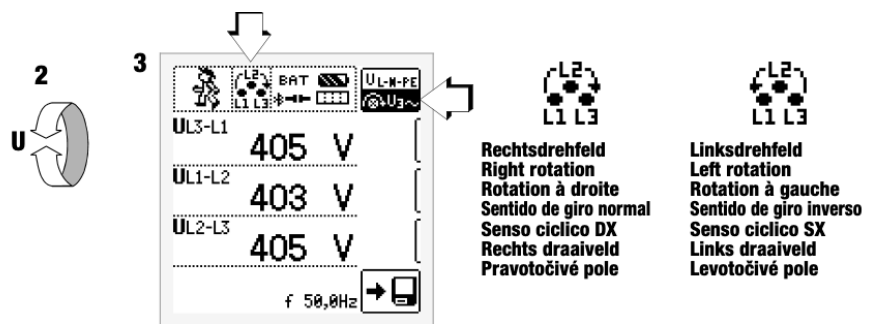 2
U
3
L2
L1 L3
BAT
UL-N-PE
U3~
UL3-L1
405 V
UL1-L2
403 V
UL2-L3
405 V
f 50,0Hz
L2
L1 L3
Rechtsdrehfeld
Right rotation
Rotation à droite
Sentido de giro normal
Senso ciclico DX
Rechts draaiveld
Pravotočivé pole
L2
L1 L3
Linksdrehfeld
Left rotation
Rotation à gauche
Sentido de giro inverso
Senso ciclico SX
Links draaiveld
Levotočivé pole